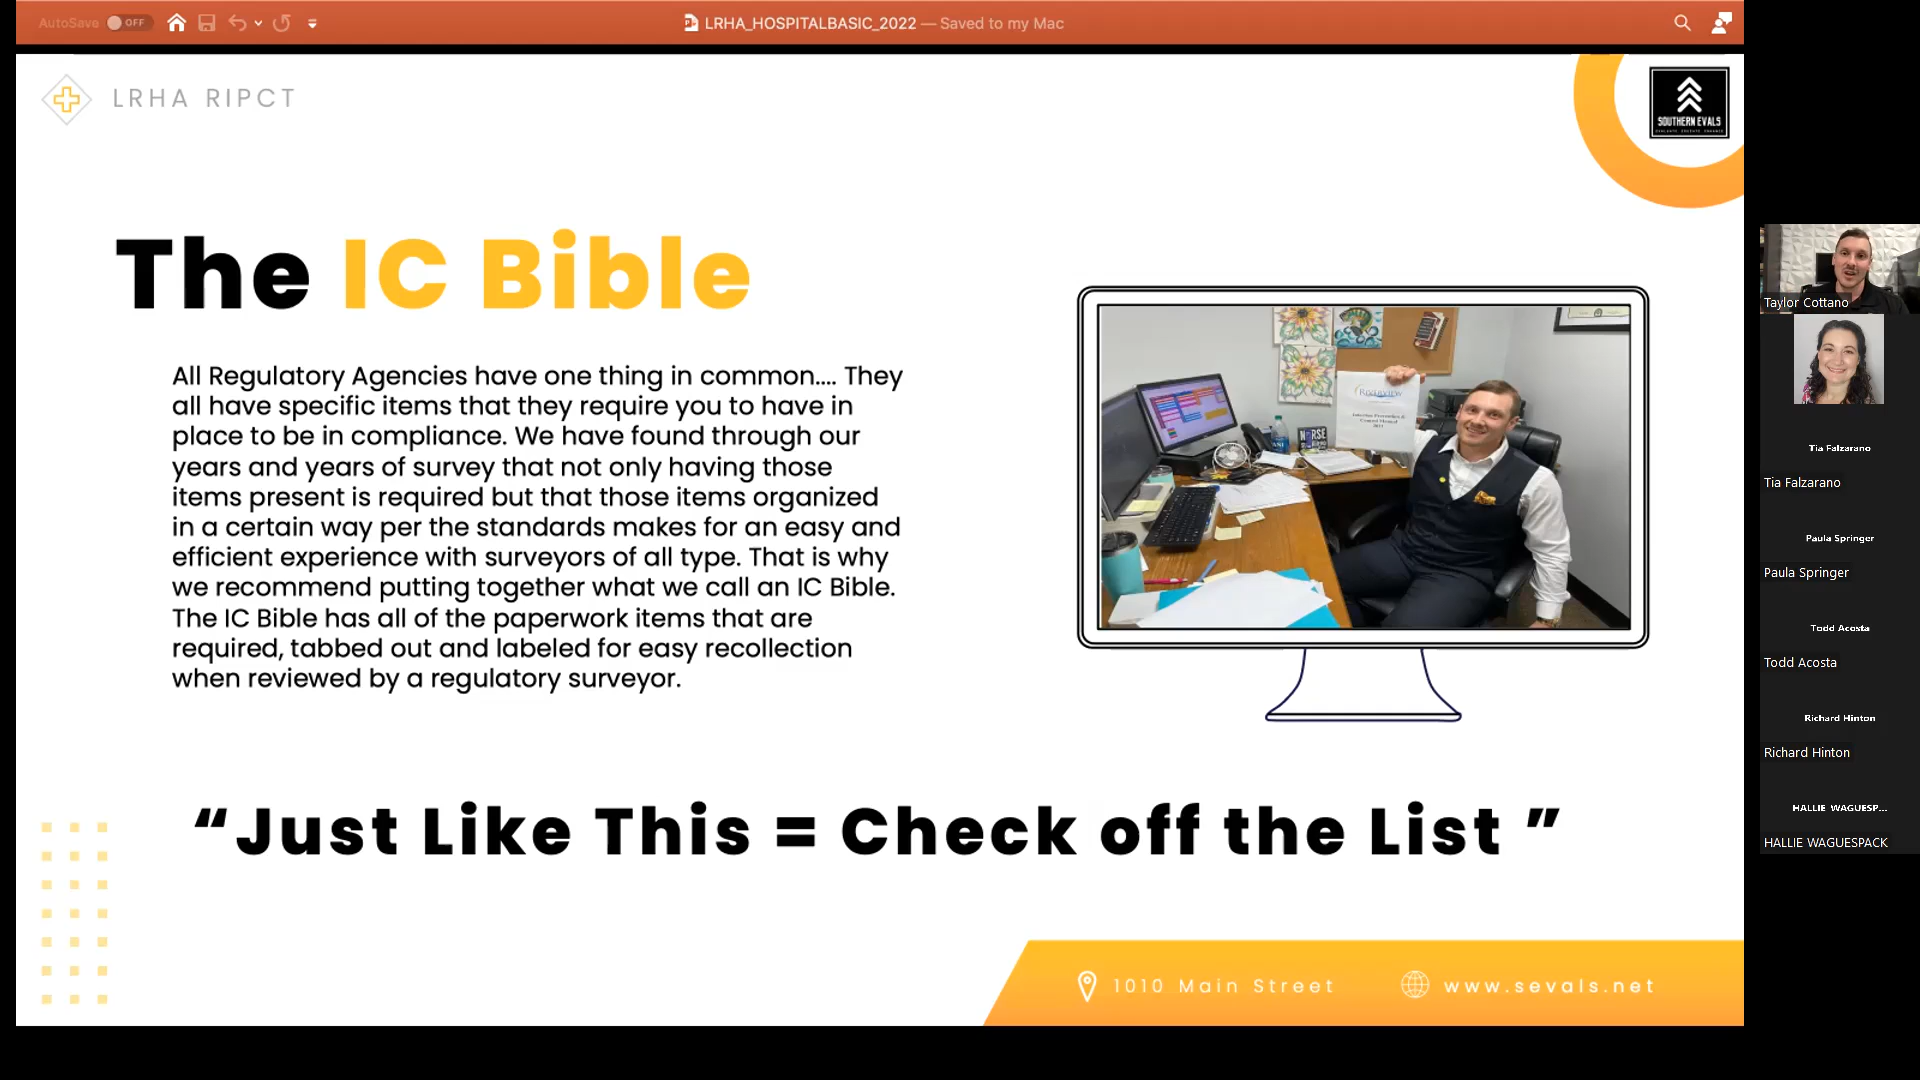 AutoSave OFF
LRHA_HOSPITALBASIC_2022 — Saved to my Mac
LRHA RIPCT
SOUTHERN EVALS
The IC Bible
All Regulatory Agencies have one thing in common.... They
all have specific items that they require you to have in
place to be in compliance. We have found through our
years and years of survey that not only having those
items present is required but that those items organized
in a certain way per the standards makes for an easy and
efficient experience with surveyors of all type. That is why
we recommend putting together what we call an IC Bible.
The IC Bible has all of the paperwork items that are
required, tabbed out and labeled for easy recollection
when reviewed by a regulatory surveyor.
NURSE
“Just Like This = Check off the List ”
1010 Main Street
www.sevals.net
Taylor Cottano
Tia Falzarano
Tia Falzarano
Paula Springer
Paula Springer
Todd Acosta
Todd Acosta
Richard Hinton
Richard Hinton
HALLIE WAGUESP...
HALLIE WAGUESPACK